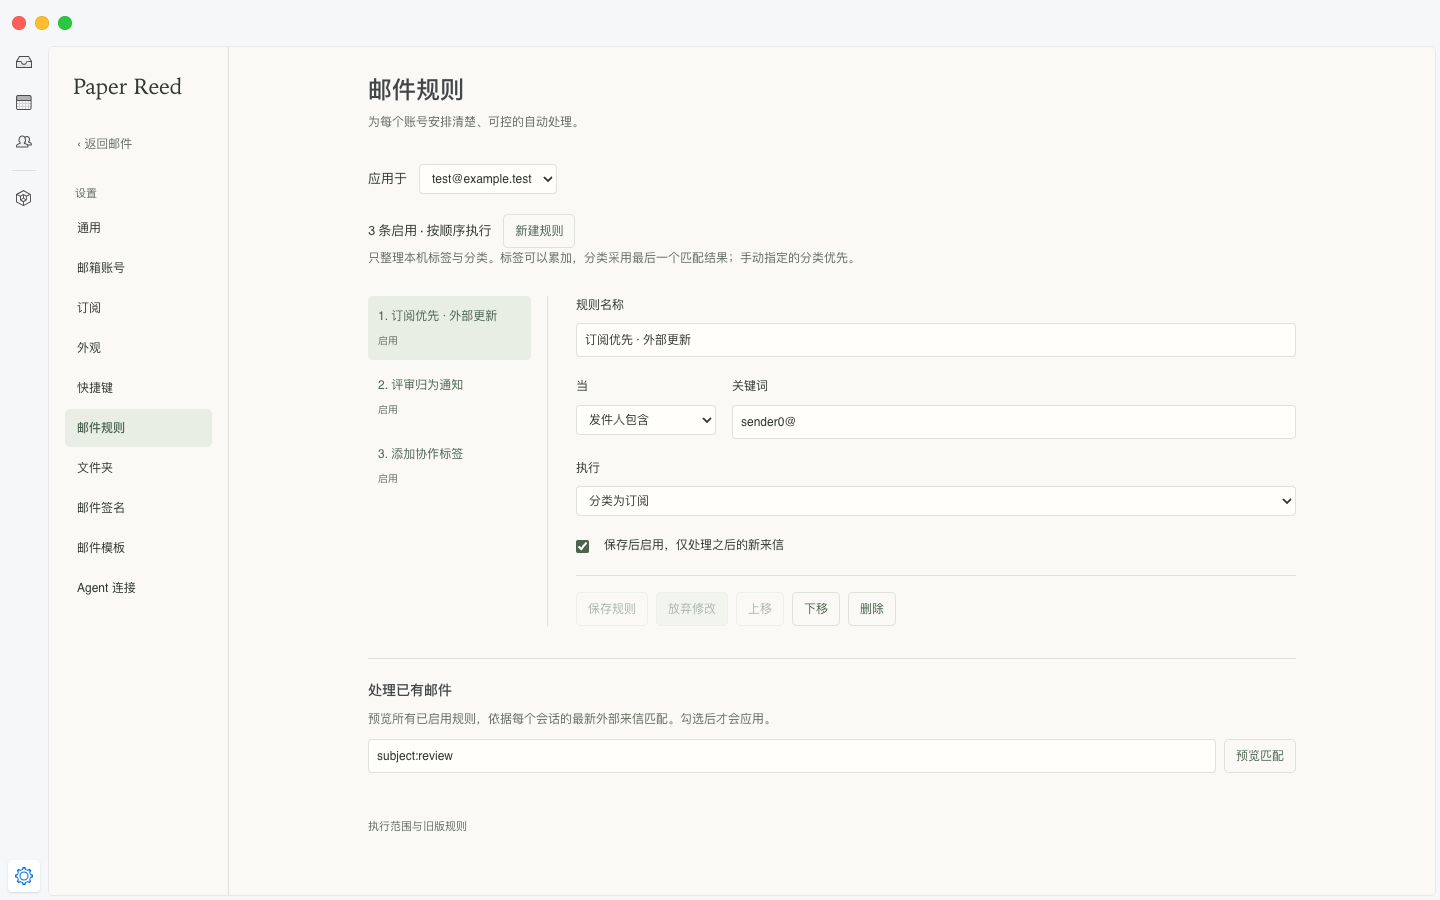 Paper Reed
‹ 返回邮件
设置
通用
邮箱账号
订阅
外观
快捷键
邮件规则
文件夹
邮件签名
邮件模板
Agent 连接
邮件规则
为每个账号安排清楚、可控的自动处理。
应用于 test@example.test
3 条启用 · 按顺序执行 新建规则
只整理本机标签与分类。标签可以累加，分类采用最后一个匹配结果；手动指定的分类优先。
1. 订阅优先 · 外部更新
启用
2. 评审归为通知
启用
3. 添加协作标签
启用
规则名称
订阅优先 · 外部更新
当 关键词
发件人包含 sender0@
执行
分类为订阅
保存后启用，仅处理之后的新来信
保存规则 放弃修改 上移 下移 删除
处理已有邮件
预览所有已启用规则，依据每个会话的最新外部来信匹配。勾选后才会应用。
subject:review 预览匹配
执行范围与旧版规则